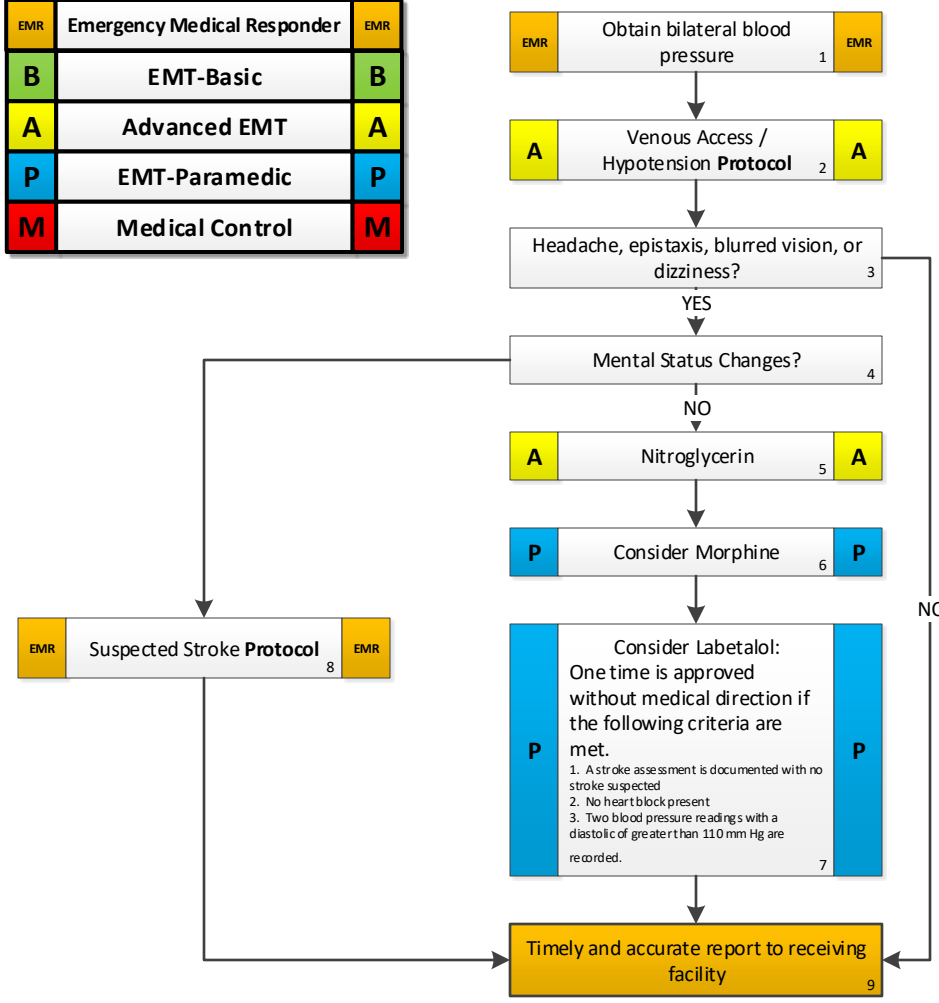 EMR Emergency Medical Responder EMR
B EMT-Basic B
A Advanced EMT A
P EMT-Paramedic P
M Medical Control M
EMR Obtain bilateral blood EMR
pressure 1
A Venous Access / A
Hypotension Protocol 2
Headache, epistaxis, blurred vision, or
dizziness? 3
YES
Mental Status Changes?
4
NO
A Nitroglycerin A
5
P Consider Morphine P
6
NO
EMR Suspected Stroke Protocol EMR
8
Consider Labetalol:
One time is approved
without medical direction if
the following criteria are
met.
P P
1. A stroke assessment is documented with no
stroke suspected
2. No heart block present
3. Two blood pressure readings with a
diastolic of greater than 110 mm Hg are
recorded.
7
Timely and accurate report to receiving
facility
9